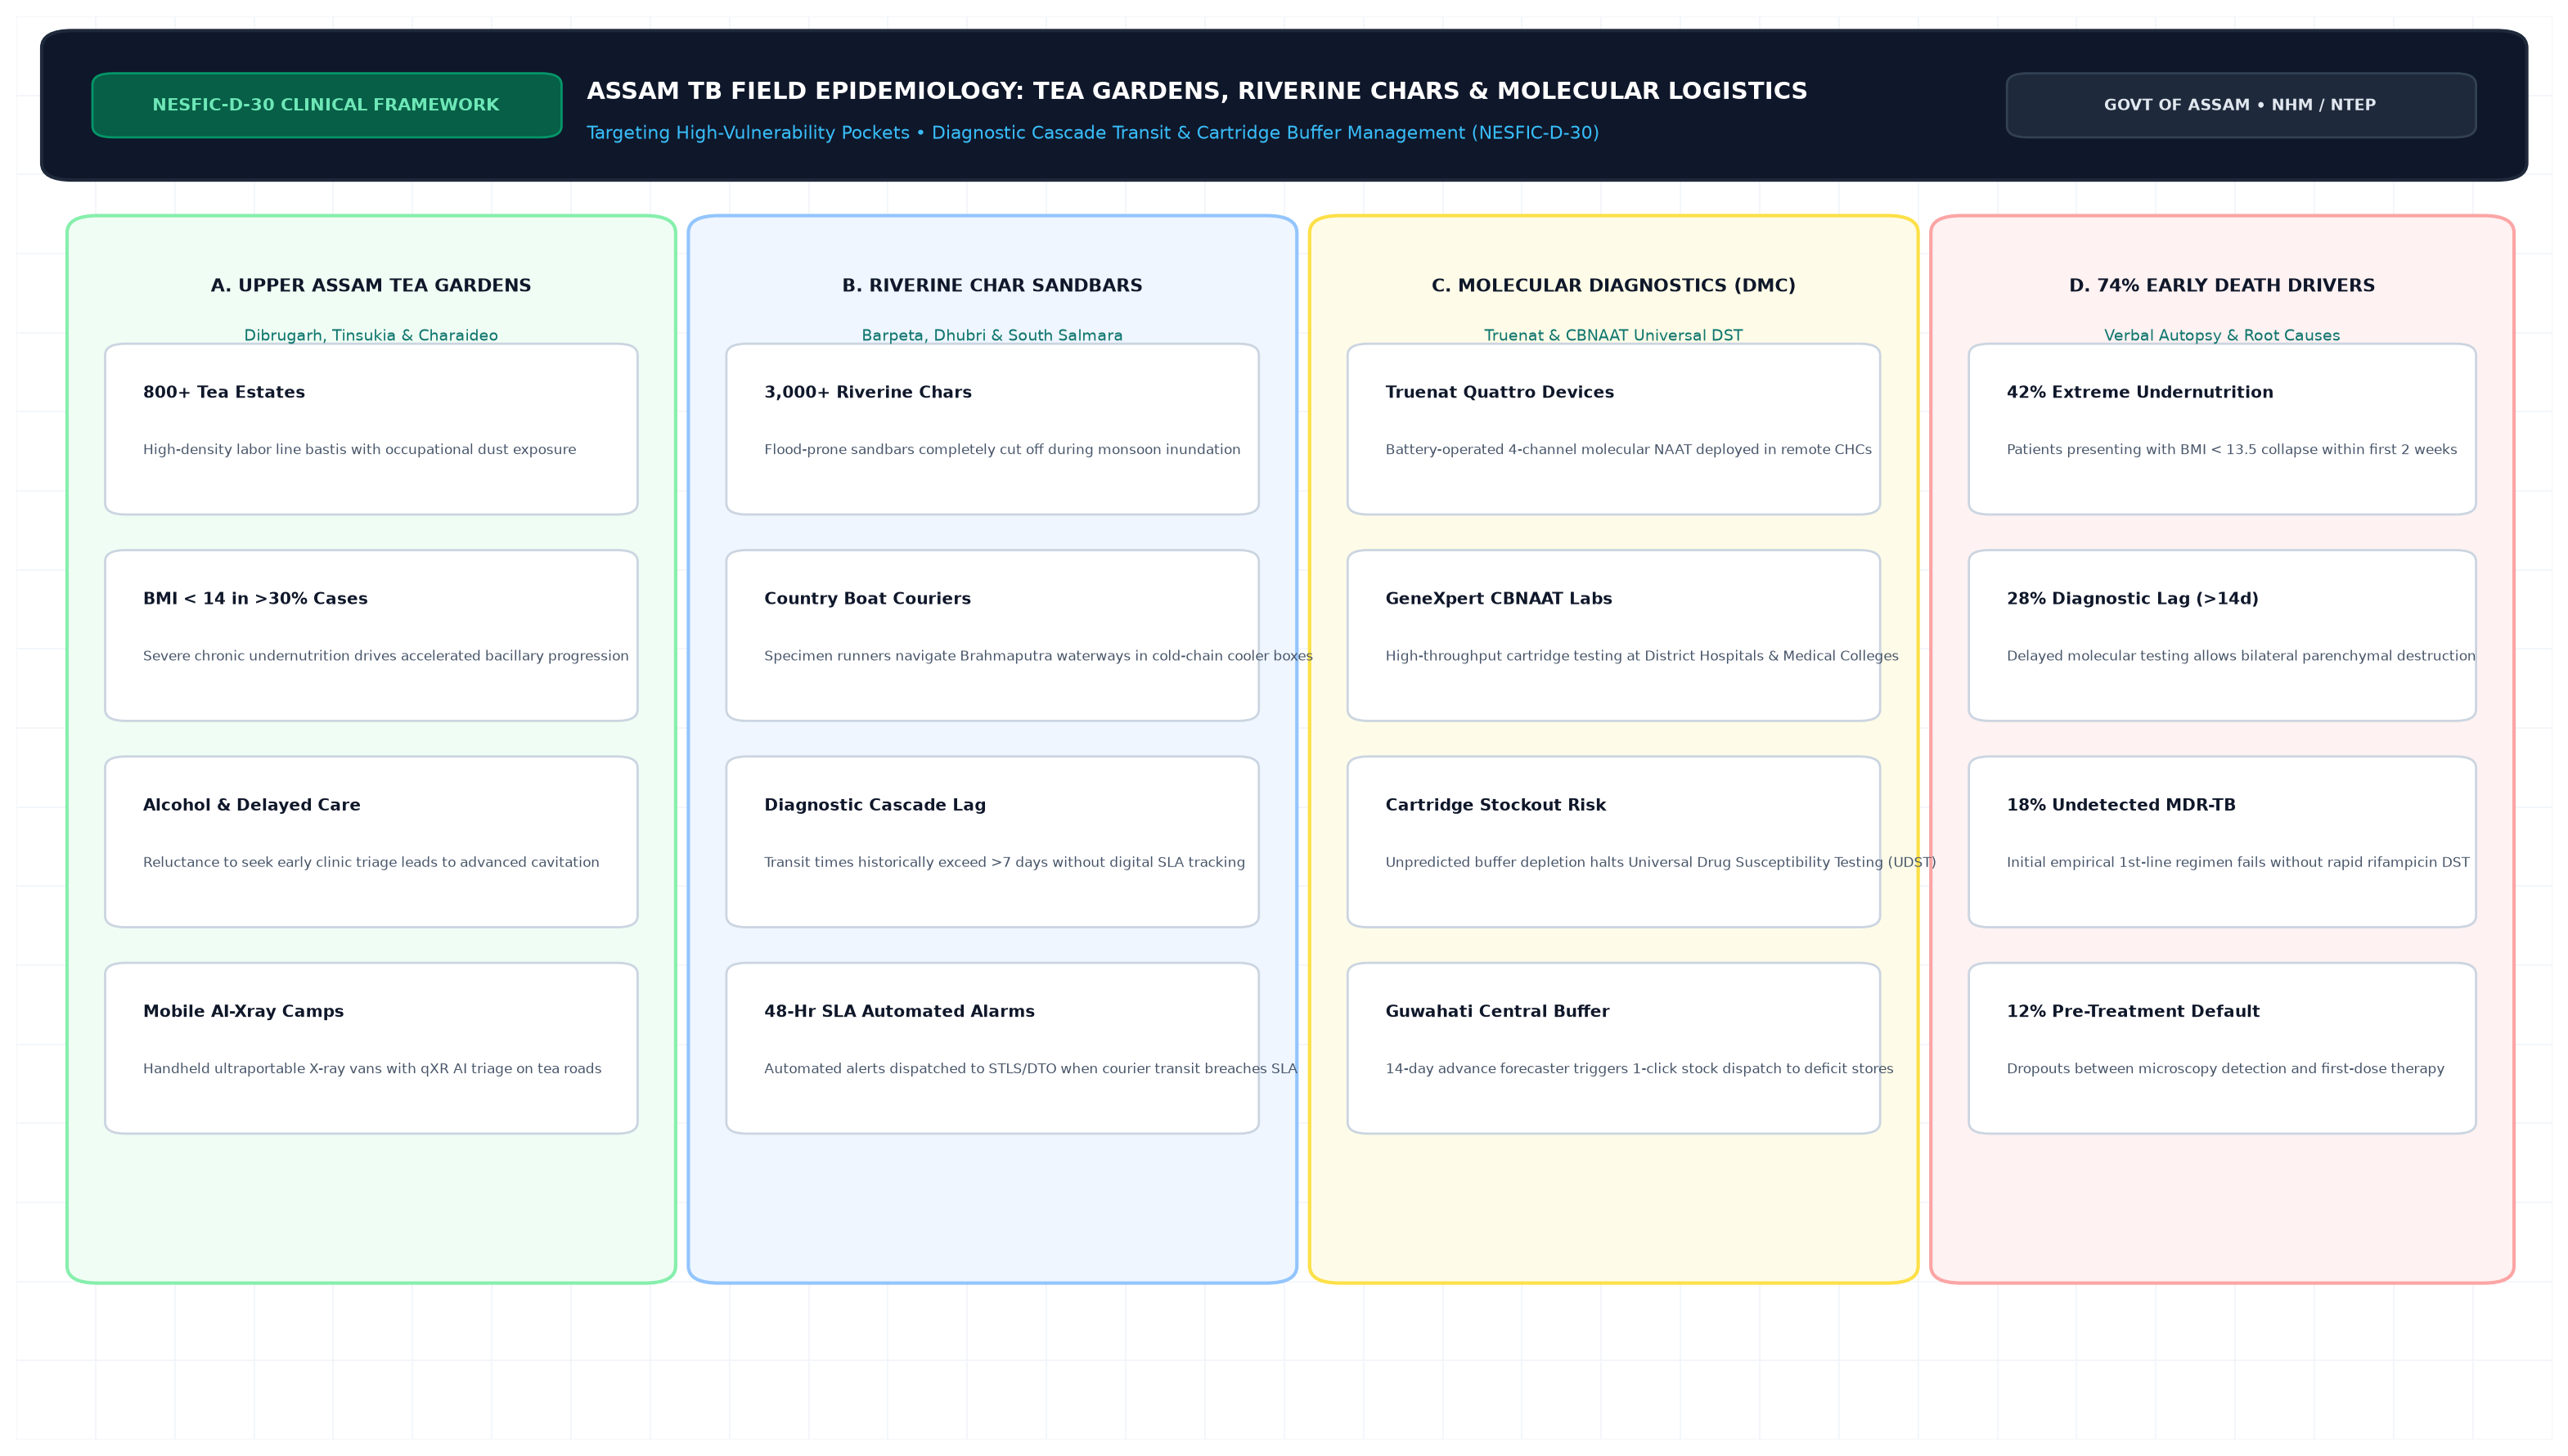 NESFIC-D-30 CLINICAL FRAMEWORK
ASSAM TB FIELD EPIDEMIOLOGY: TEA GARDENS, RIVERINE CHARS & MOLECULAR LOGISTICS
Targeting High-Vulnerability Pockets • Diagnostic Cascade Transit & Cartridge Buffer Management (NESFIC-D-30)
GOVT OF ASSAM • NHM / NTEP
A. UPPER ASSAM TEA GARDENS
Dibrugarh, Tinsukia & Charaideo
800+ Tea Estates
High-density labor line bastis with occupational dust exposure
BMI < 14 in >30% Cases
Severe chronic undernutrition drives accelerated bacillary progression
Alcohol & Delayed Care
Reluctance to seek early clinic triage leads to advanced cavitation
Mobile AI-Xray Camps
Handheld ultraportable X-ray vans with qXR AI triage on tea roads
B. RIVERINE CHAR SANDBARS
Barpeta, Dhubri & South Salmara
3,000+ Riverine Chars
Flood-prone sandbars completely cut off during monsoon inundation
Country Boat Couriers
Specimen runners navigate Brahmaputra waterways in cold-chain cooler boxes
Diagnostic Cascade Lag
Transit times historically exceed >7 days without digital SLA tracking
48-Hr SLA Automated Alarms
Automated alerts dispatched to STLS/DTO when courier transit breaches SLA
C. MOLECULAR DIAGNOSTICS (DMC)
Truenat & CBNAAT Universal DST
Truenat Quattro Devices
Battery-operated 4-channel molecular NAAT deployed in remote CHCs
GeneXpert CBNAAT Labs
High-throughput cartridge testing at District Hospitals & Medical Colleges
Cartridge Stockout Risk
Unpredicted buffer depletion halts Universal Drug Susceptibility Testing (UDST)
Guwahati Central Buffer
14-day advance forecaster triggers 1-click stock dispatch to deficit stores
D. 74% EARLY DEATH DRIVERS
Verbal Autopsy & Root Causes
42% Extreme Undernutrition
Patients presenting with BMI < 13.5 collapse within first 2 weeks
28% Diagnostic Lag (>14d)
Delayed molecular testing allows bilateral parenchymal destruction
18% Undetected MDR-TB
Initial empirical 1st-line regimen fails without rapid rifampicin DST
12% Pre-Treatment Default
Dropouts between microscopy detection and first-dose therapy